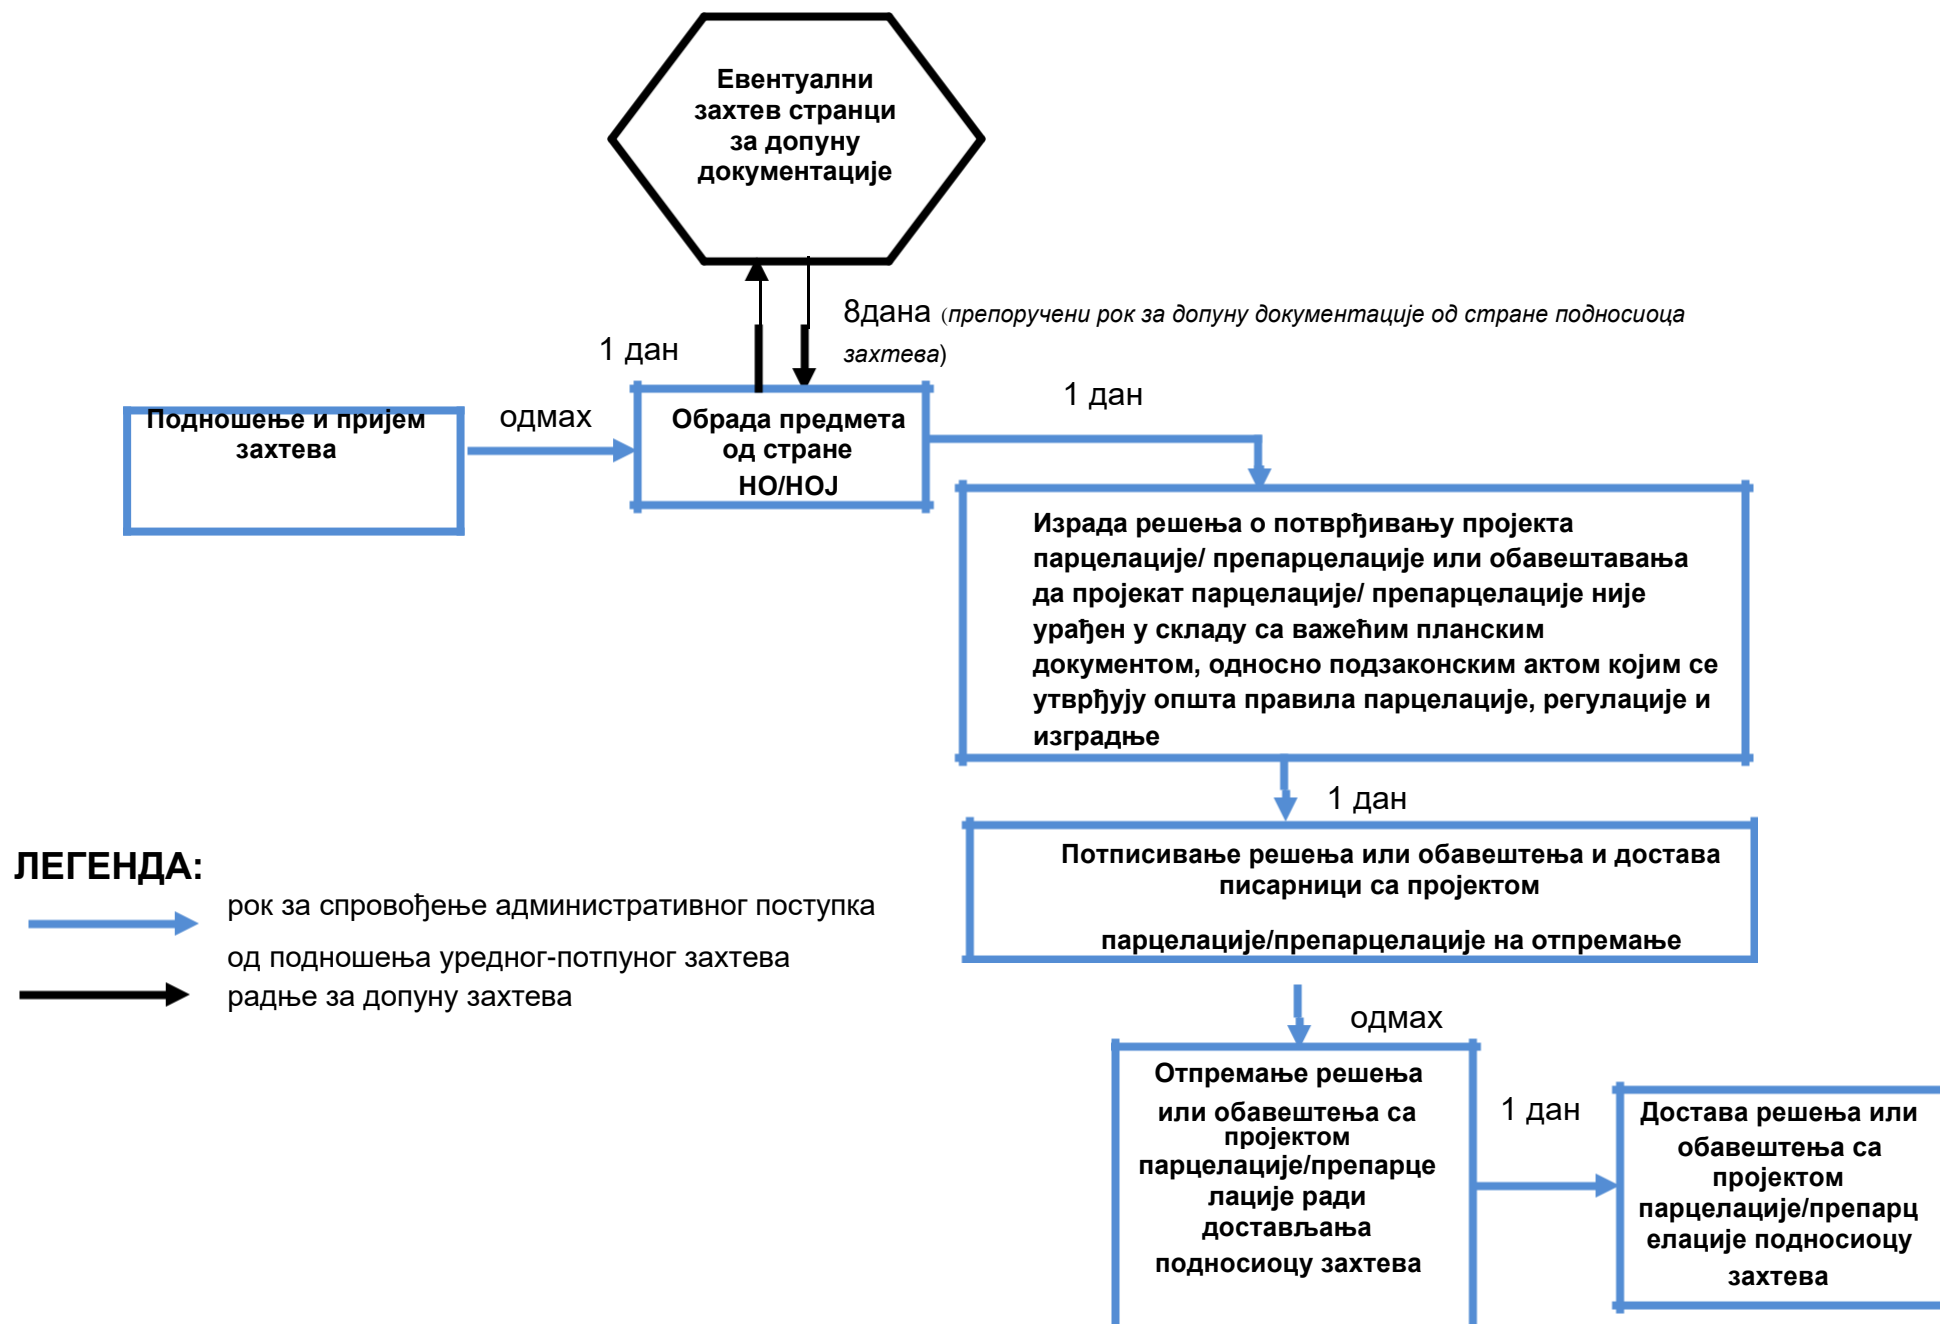 Евентуални
захтев странци
за допуну
документације
8дана (препоручени рок за допуну документације од стране подносиоца
захтева)
1 дан
1 дан
Подношење и пријем
захтева
одмах
Обрада предмета
од стране
НО/НОЈ
Израда решења о потврђивању пројекта
парцелације/ препарцелације или обавештавања
да пројекат парцелације/ препарцелације није
урађен у складу са важећим планским
документом, односно подзаконским актом којим се
утврђују општа правила парцелације, регулације и
изградње
1 дан
Потписивање решења или обавештења и достава
писарници са пројектом
парцелације/препарцелације на отпремање
ЛЕГЕНДА:
рок за спровођење административног поступка
од подношења уредног-потпуног захтева
радње за допуну захтева
одмах
Отпремање решења
или обавештења са
пројектом
парцелације/препарце
лације ради
достављања
подносиоцу захтева
1 дан
Достава решења или
обавештења са
пројектом
парцелације/препарц
елације подносиоцу
захтева